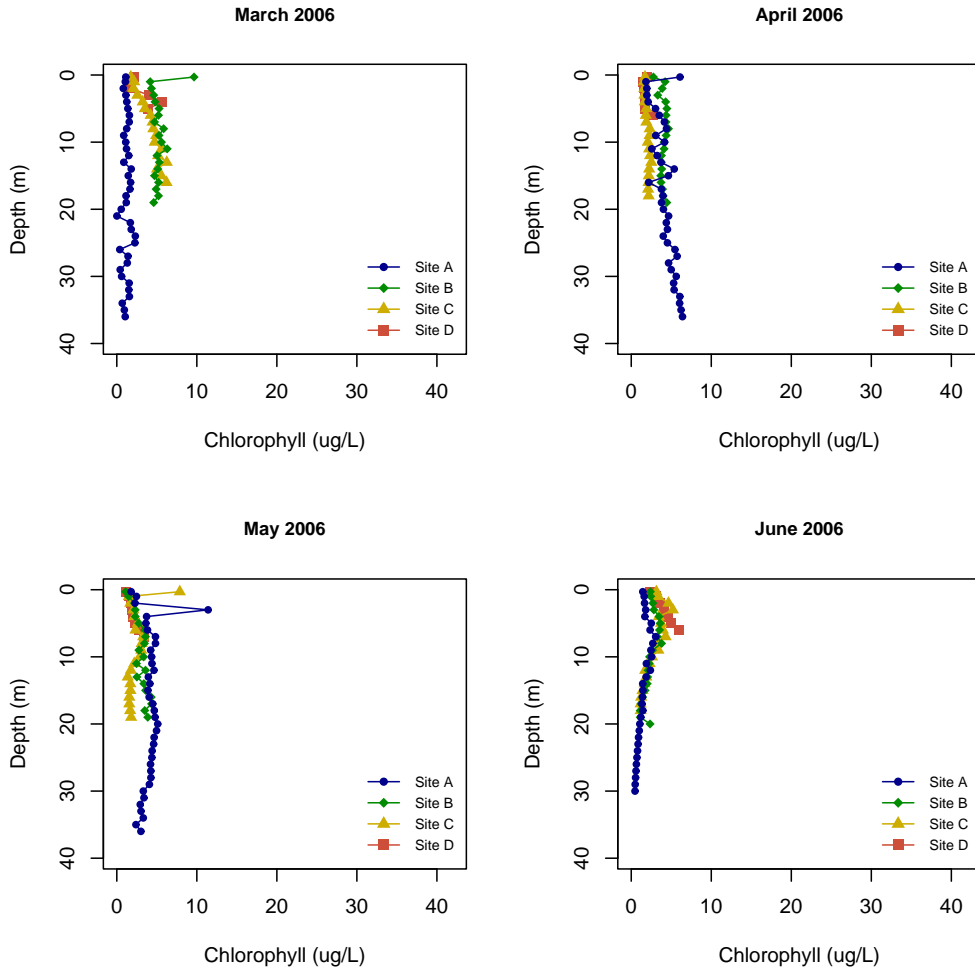 March 2006
Depth (m)
0
10
20
30
40
Site A
Site B
Site C
Site D
0 10 20 30 40
Chlorophyll (ug/L)
April 2006
Depth (m)
0
10
20
30
40
Site A
Site B
Site C
Site D
0 10 20 30 40
Chlorophyll (ug/L)
May 2006
Depth (m)
0
10
20
30
40
Site A
Site B
Site C
Site D
0 10 20 30 40
Chlorophyll (ug/L)
June 2006
Depth (m)
0
10
20
30
40
Site A
Site B
Site C
Site D
0 10 20 30 40
Chlorophyll (ug/L)